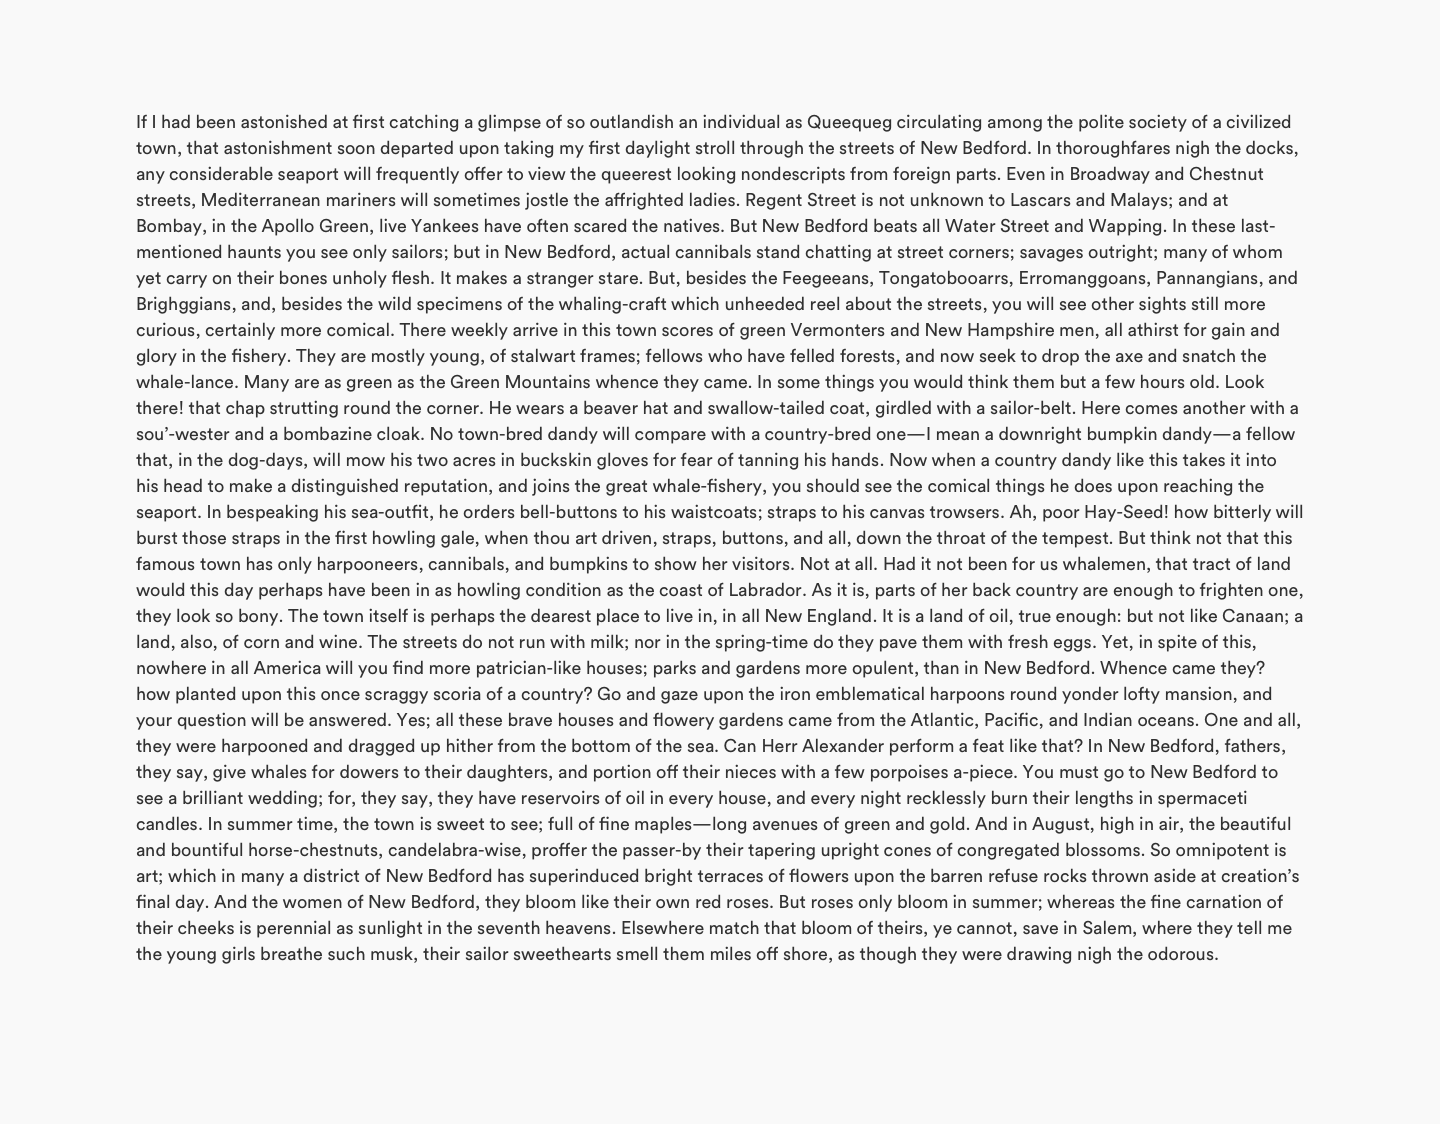 If I had been astonished at first catching a glimpse of so outlandish an individual as Queequeg circulating among the polite society of a civilized
town, that astonishment soon departed upon taking my first daylight stroll through the streets of New Bedford. In thoroughfares nigh the docks,
any considerable seaport will frequently offer to view the queerest looking nondescripts from foreign parts. Even in Broadway and Chestnut
streets, Mediterranean mariners will sometimes jostle the affrighted ladies. Regent Street is not unknown to Lascars and Malays; and at
Bombay, in the Apollo Green, live Yankees have often scared the natives. But New Bedford beats all Water Street and Wapping. In these last-
mentioned haunts you see only sailors; but in New Bedford, actual cannibals stand chatting at street corners; savages outright; many of whom
yet carry on their bones unholy flesh. It makes a stranger stare. But, besides the Feegeeans, Tongatobooarrs, Erromanggoans, Pannangians, and
Brighggians, and, besides the wild specimens of the whaling-craft which unheeded reel about the streets, you will see other sights still more
curious, certainly more comical. There weekly arrive in this town scores of green Vermonters and New Hampshire men, all athirst for gain and
glory in the fishery. They are mostly young, of stalwart frames; fellows who have felled forests, and now seek to drop the axe and snatch the
whale-lance. Many are as green as the Green Mountains whence they came. In some things you would think them but a few hours old. Look
there! that chap strutting round the corner. He wears a beaver hat and swallow-tailed coat, girdled with a sailor-belt. Here comes another with a
sou’-wester and a bombazine cloak. No town-bred dandy will compare with a country-bred one—I mean a downright bumpkin dandy—a fellow
that, in the dog-days, will mow his two acres in buckskin gloves for fear of tanning his hands. Now when a country dandy like this takes it into
his head to make a distinguished reputation, and joins the great whale-fishery, you should see the comical things he does upon reaching the
seaport. In bespeaking his sea-outfit, he orders bell-buttons to his waistcoats; straps to his canvas trowsers. Ah, poor Hay-Seed! how bitterly will
burst those straps in the first howling gale, when thou art driven, straps, buttons, and all, down the throat of the tempest. But think not that this
famous town has only harpooneers, cannibals, and bumpkins to show her visitors. Not at all. Had it not been for us whalemen, that tract of land
would this day perhaps have been in as howling condition as the coast of Labrador. As it is, parts of her back country are enough to frighten one,
they look so bony. The town itself is perhaps the dearest place to live in, in all New England. It is a land of oil, true enough: but not like Canaan; a
land, also, of corn and wine. The streets do not run with milk; nor in the spring-time do they pave them with fresh eggs. Yet, in spite of this,
nowhere in all America will you find more patrician-like houses; parks and gardens more opulent, than in New Bedford. Whence came they?
how planted upon this once scraggy scoria of a country? Go and gaze upon the iron emblematical harpoons round yonder lofty mansion, and
your question will be answered. Yes; all these brave houses and flowery gardens came from the Atlantic, Pacific, and Indian oceans. One and all,
they were harpooned and dragged up hither from the bottom of the sea. Can Herr Alexander perform a feat like that? In New Bedford, fathers,
they say, give whales for dowers to their daughters, and portion off their nieces with a few porpoises a-piece. You must go to New Bedford to
see a brilliant wedding; for, they say, they have reservoirs of oil in every house, and every night recklessly burn their lengths in spermaceti
candles. In summer time, the town is sweet to see; full of fine maples—long avenues of green and gold. And in August, high in air, the beautiful
and bountiful horse-chestnuts, candelabra-wise, proffer the passer-by their tapering upright cones of congregated blossoms. So omnipotent is
art; which in many a district of New Bedford has superinduced bright terraces of flowers upon the barren refuse rocks thrown aside at creation’s
final day. And the women of New Bedford, they bloom like their own red roses. But roses only bloom in summer; whereas the fine carnation of
their cheeks is perennial as sunlight in the seventh heavens. Elsewhere match that bloom of theirs, ye cannot, save in Salem, where they tell me
the young girls breathe such musk, their sailor sweethearts smell them miles off shore, as though they were drawing nigh the odorous.